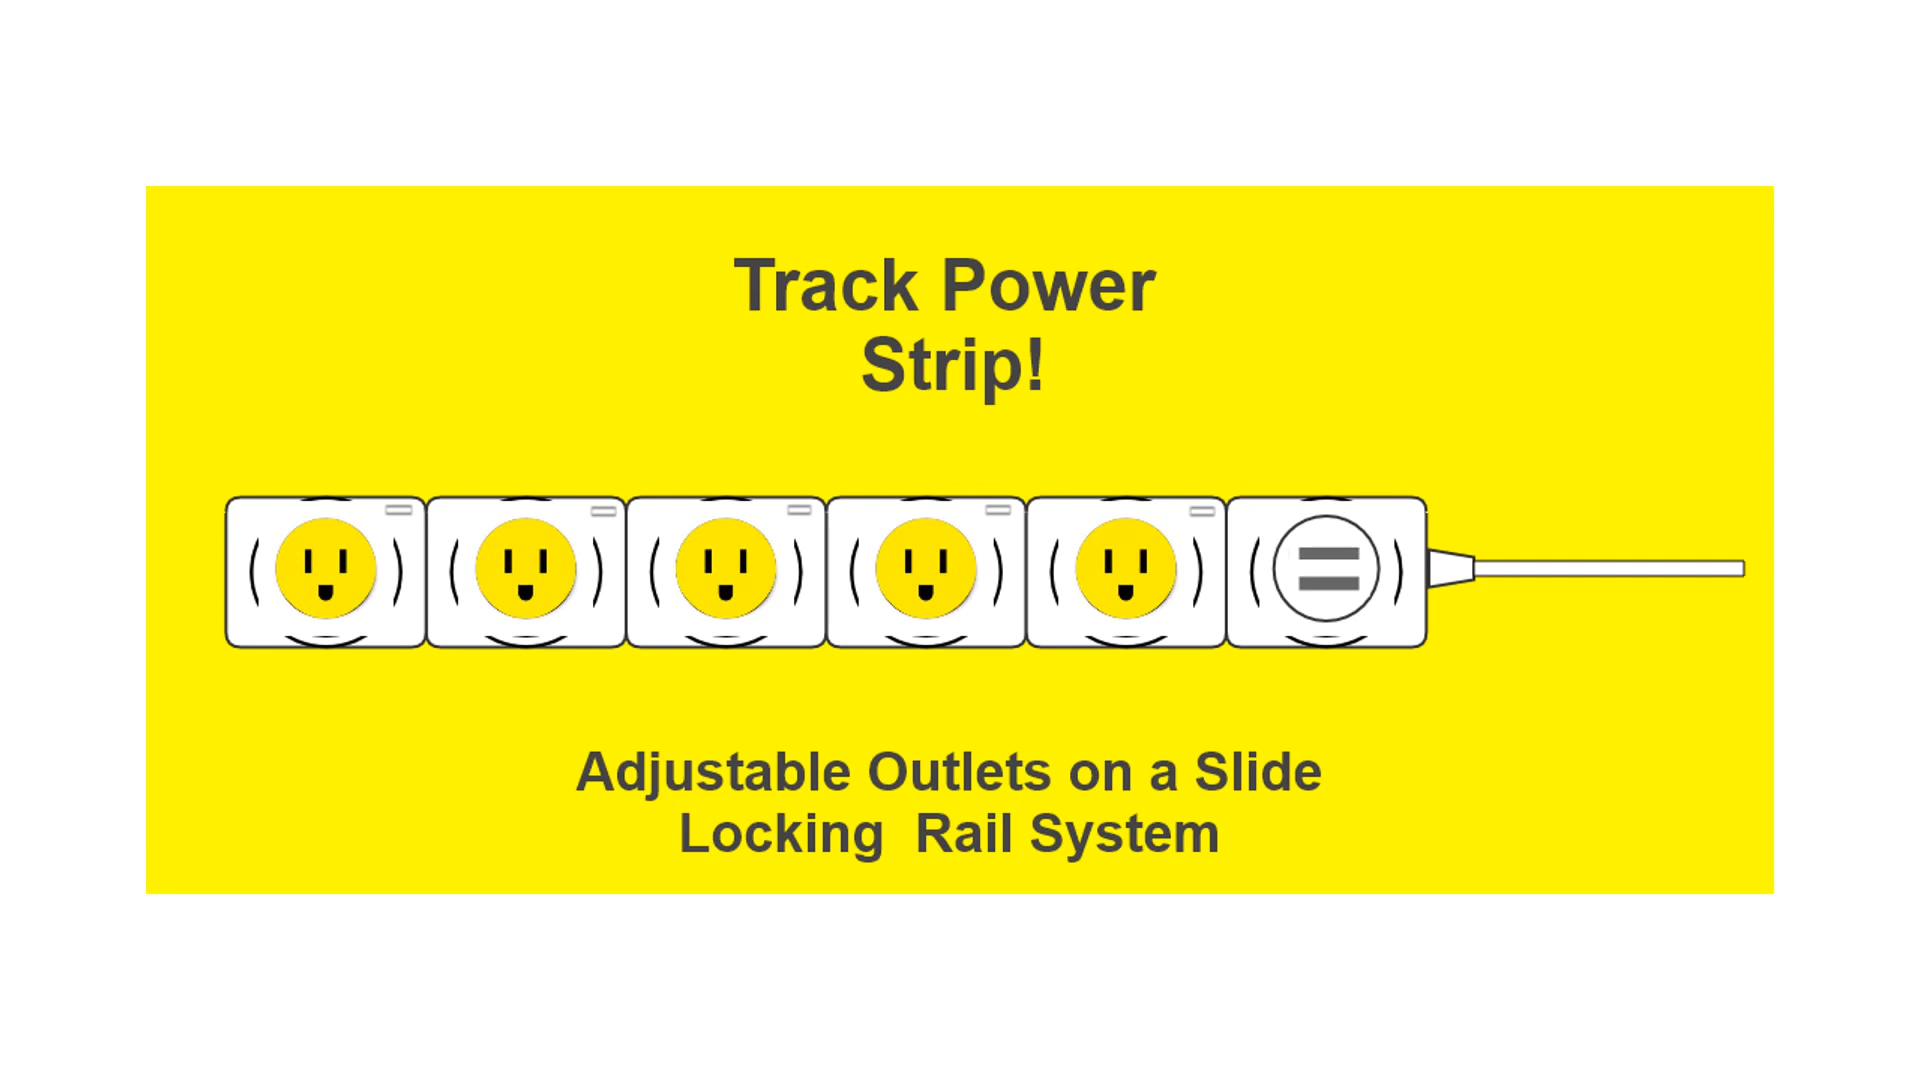 Track Power
Strip!
Adjustable Outlets on a Slide
Locking  Rail System